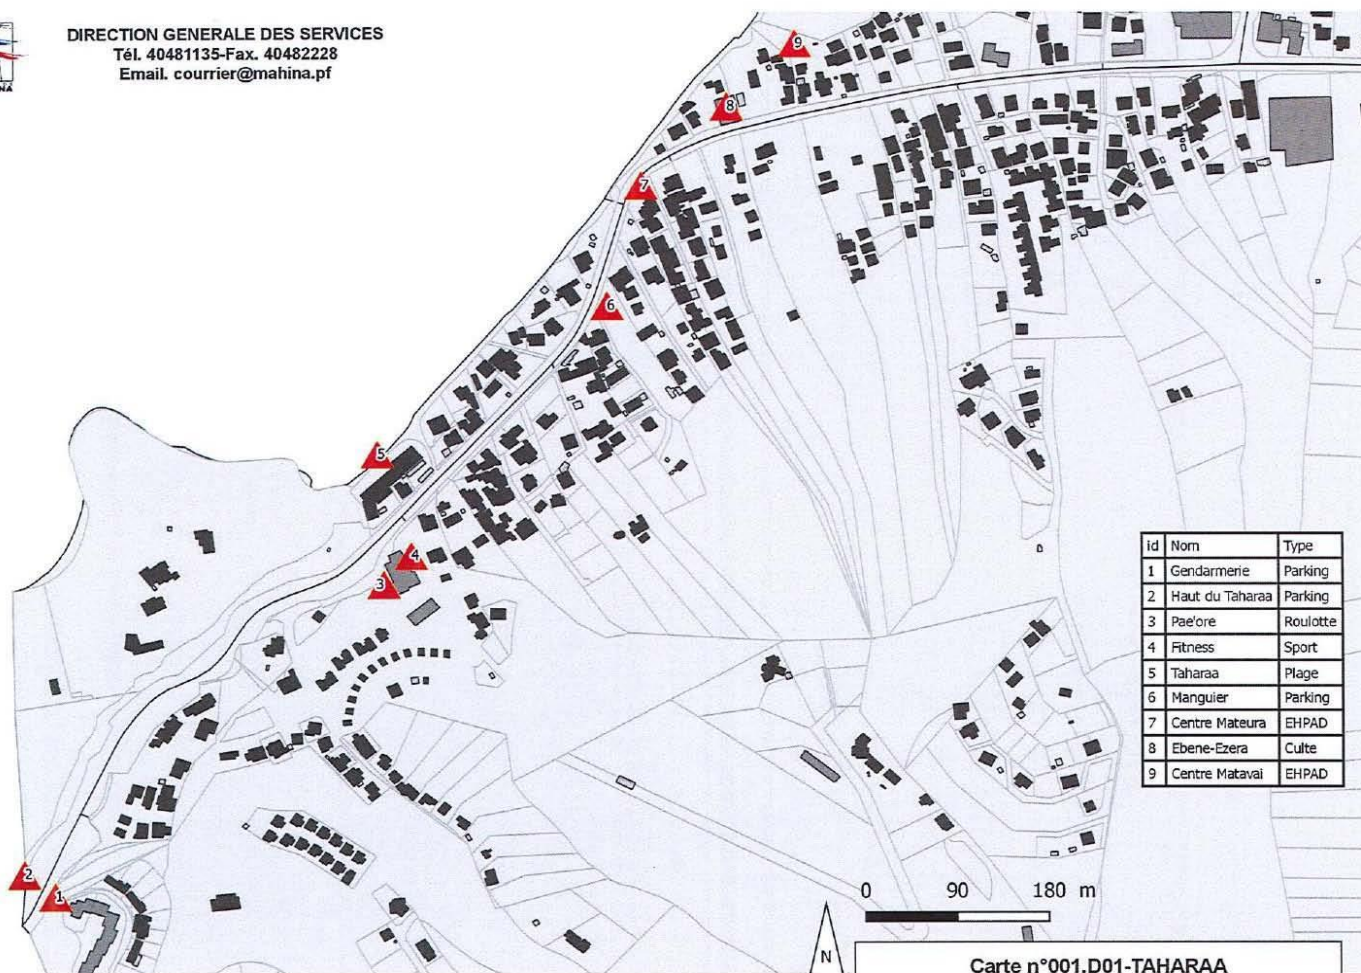 DIRECTION GENERALE DES SERVICES
Tél. 40481135-Fax. 40482228
Email. courrier@mahina.pf
9
8
7
6
5
4
3
2
1
id Nom Type
1 Gendarmerie Parking
2 Haut du Taharaa Parking
3 Pae'ore Roulotte
4 Fitness Sport
5 Taharaa Plage
6 Manguier Parking
7 Centre Mateura EHPAD
8 Ebene-Ezera Culte
9 Centre Matavai EHPAD
0 90 180 m
N
Carte n°001.D01-TAHARAA